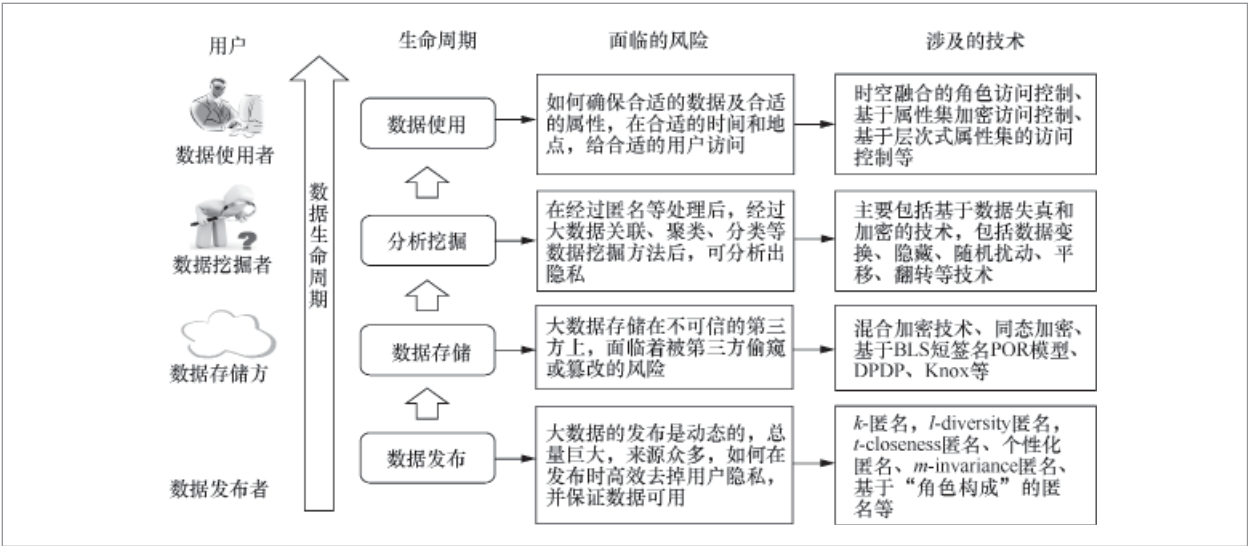 用户
生命周期
面临的风险
涉及的技术
数据使用者
数据使用
如何确保合适的数据及合适
的属性，在合适的时间和地
点，给合适的用户访问
时空融合的角色访问控制、
基于属性集加密访问控制、
基于层次式属性集的访问
控制等
数据生命周期
数据挖掘者
分析挖掘
在经过匿名等处理后，经过
大数据关联、聚类、分类等
数据挖掘方法后，可分析出
隐私
主要包括基于数据失真和
加密的技术，包括数据变
换、隐藏、随机扰动、平
移、翻转等技术
数据存储方
数据存储
大数据存储在不可信的第三
方上，面临着被第三方偷窥
或篡改的风险
混合加密技术、同态加密、
基于BLS短签名POR模型、
DPDP、Knox等
数据发布者
数据发布
大数据的发布是动态的，总
量巨大，来源众多，如何在
发布时高效去掉用户隐私，
并保证数据可用
k-匿名，l-diversity匿名，
t-closeness匿名、个性化
匿名、m-invariance匿名、
基于“角色构成”的匿
名等